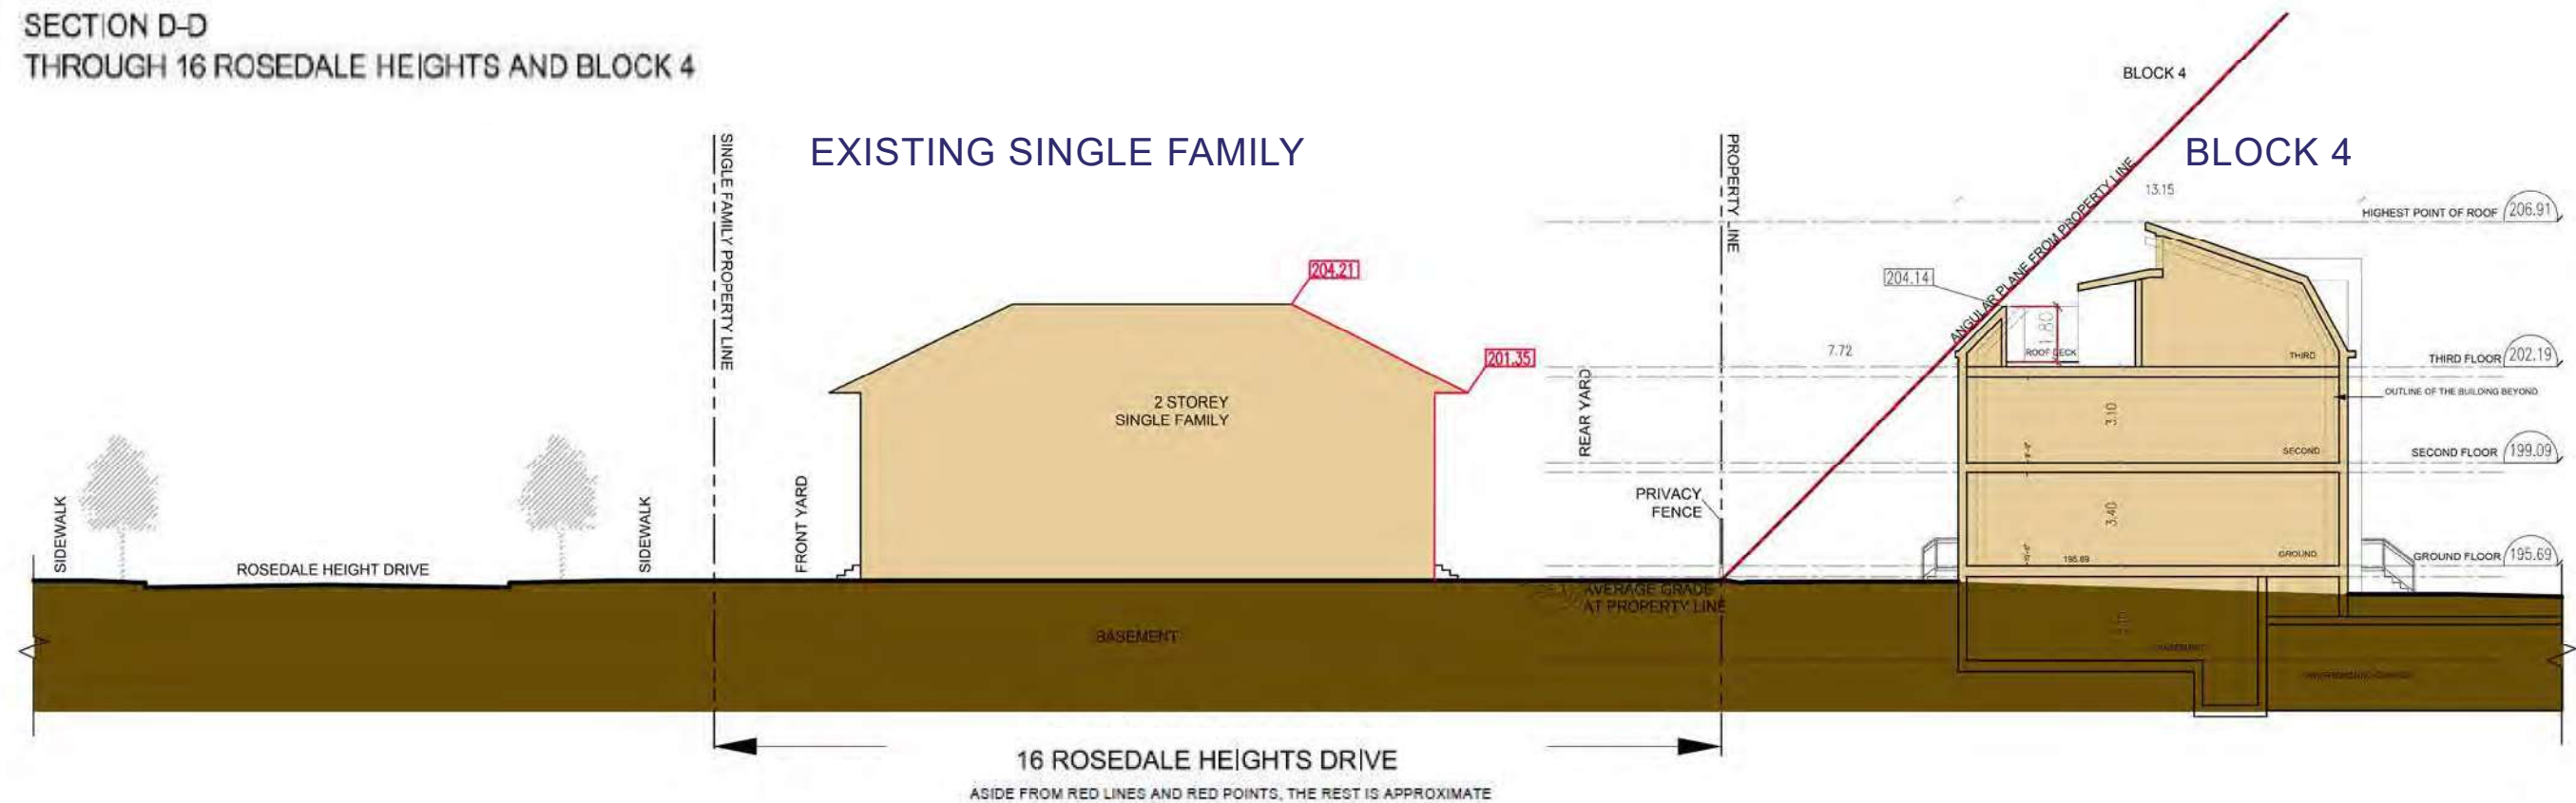 SECTION D-D
THROUGH 16 ROSEDALE HEIGHTS AND BLOCK 4
BLOCK 4
EXISTING SINGLE FAMILY
BLOCK 4
SINGLE FAMILY PROPERTY LINE
PROPERTY LINE
ANGULAR PLANE FROM PROPERTY LINE
13.15
HIGHEST POINT OF ROOF 206.91
204.21
204.14
201.35
7.72
1.80
ROOF DECK
THIRD
THIRD FLOOR 202.19
OUTLINE OF THE BUILDING BEYOND
2 STOREY
SINGLE FAMILY
REAR YARD
3.10
SECOND
SECOND FLOOR 199.09
PRIVACY
FENCE
SIDEWALK
SIDEWALK
FRONT YARD
3.40
ROSEDALE HEIGHT DRIVE
195.69
GROUND
GROUND FLOOR 195.69
AVERAGE GRADE
AT PROPERTY LINE
BASEMENT
BASEMENT
16 ROSEDALE HEIGHTS DRIVE
ASIDE FROM RED LINES AND RED POINTS, THE REST IS APPROXIMATE